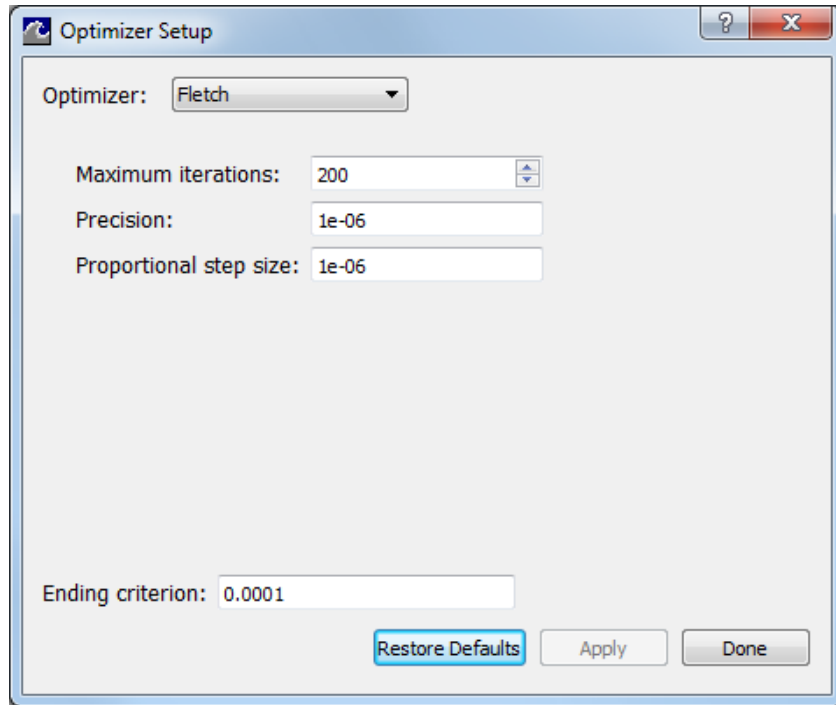 Optimizer Setup
Optimizer: Fletch
Maximum iterations: 200
Precision: 1e-06
Proportional step size: 1e-06
Ending criterion: 0.0001
Restore Defaults Apply Done